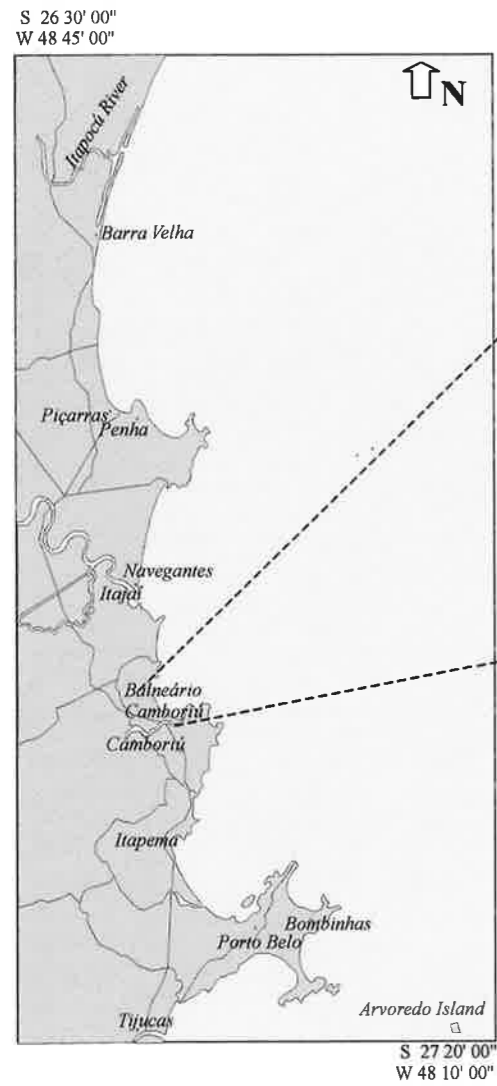 S 26 30' 00"
W 48 45' 00"
N
Itapocú River
Barra Velha
Piçarras
Penha
Navegantes
Itajaí
Balneário
Camboriú
Camboriú
Itapema
Bombinhas
Porto Belo
Arvoredo Island
Tijucas
S 27 20' 00"
W 48 10' 00"